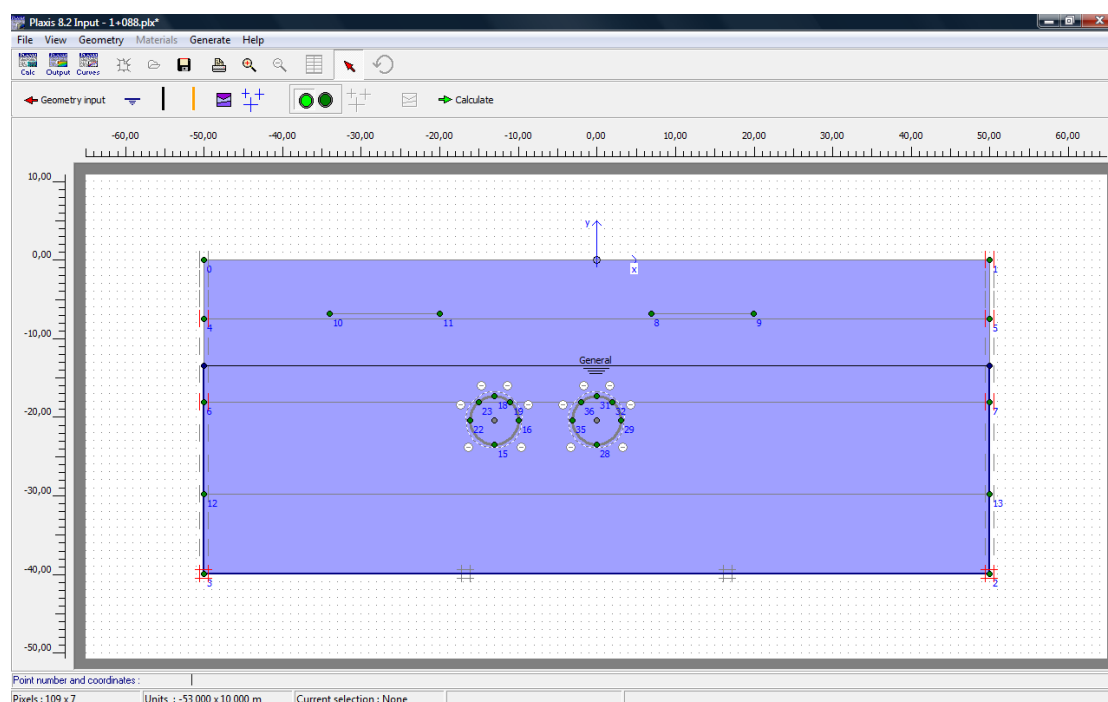 Plaxis 8.2 Input - 1+088.plx*
File View Geometry Materials Generate Help
Calc Output Curves
Geometry input Calculate
-60,00 -50,00 -40,00 -30,00 -20,00 -10,00 0,00 10,00 20,00 30,00 40,00 50,00 60,00
10,00
y
0,00
0 x 1
10 11 8 9
4 5
-10,00
General
6 23 18 19 36 31 32 7
-20,00
22 16 35 29
15 28
-30,00
12 13
-40,00
3 2
-50,00
Point number and coordinates :
Pixels : 109 x 7 Units : -53,000 x 10,000 m Current selection : None